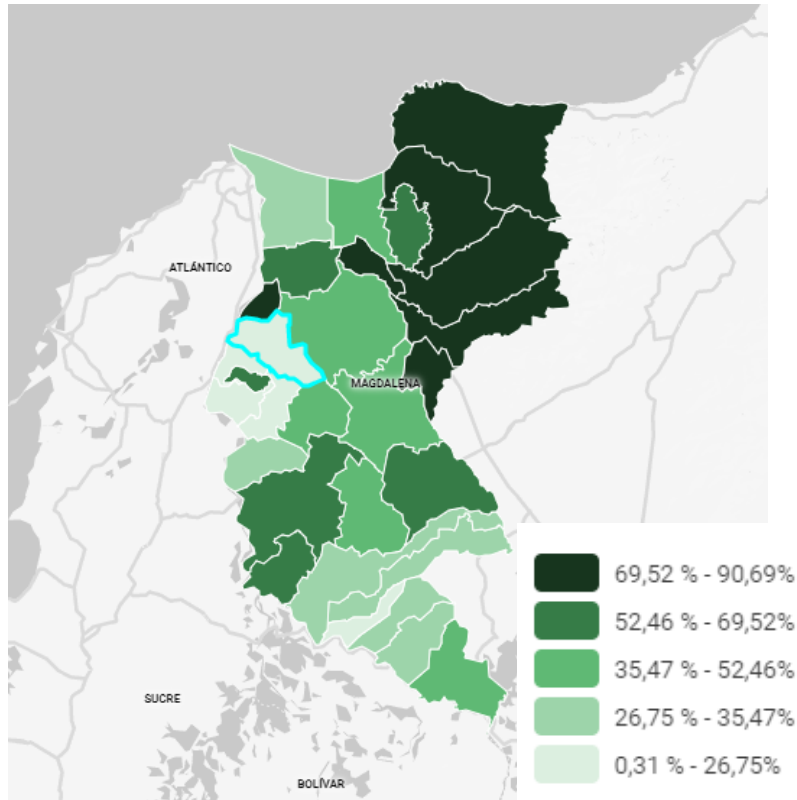 ATLÁNTICO
MAGDALENA
SUCRE
BOLÍVAR
69,52 % - 90,69%
52,46 % - 69,52%
35,47 % - 52,46%
26,75 % - 35,47%
0,31 % - 26,75%